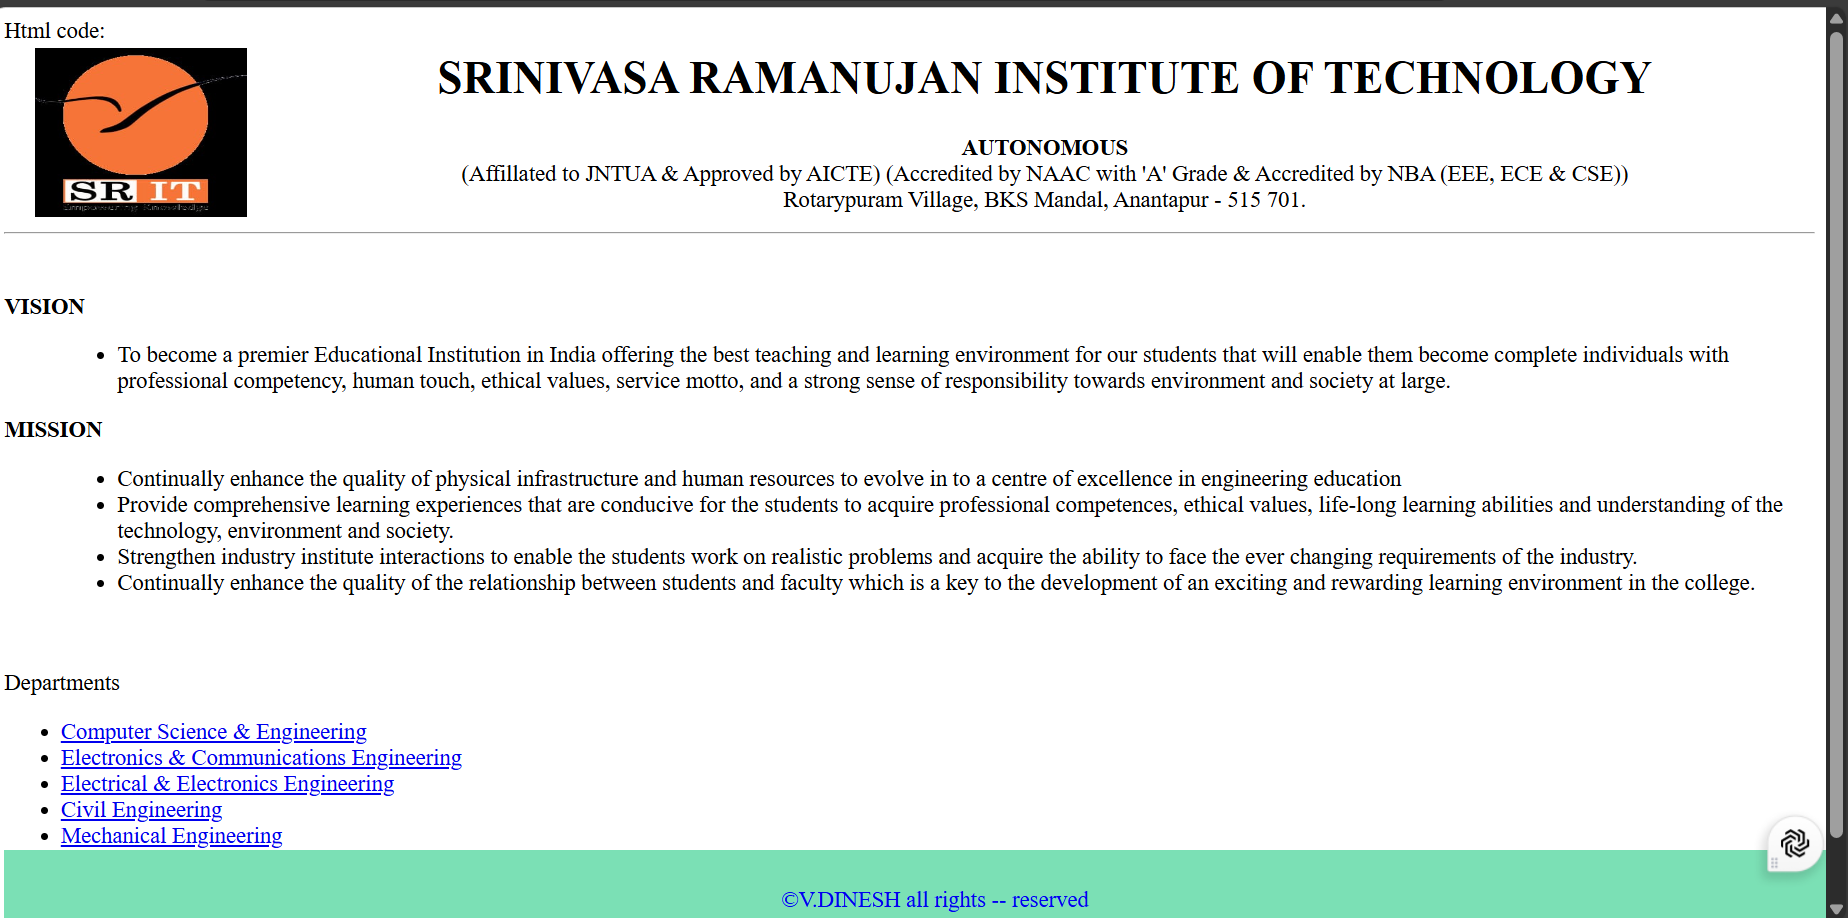 Html code:
SRIT
Empowering Knowledge
SRINIVASA RAMANUJAN INSTITUTE OF TECHNOLOGY
AUTONOMOUS
(Affillated to JNTUA & Approved by AICTE) (Accredited by NAAC with 'A' Grade & Accredited by NBA (EEE, ECE & CSE))
Rotarypuram Village, BKS Mandal, Anantapur - 515 701.
VISION
• To become a premier Educational Institution in India offering the best teaching and learning environment for our students that will enable them become complete individuals with
professional competency, human touch, ethical values, service motto, and a strong sense of responsibility towards environment and society at large.
MISSION
• Continually enhance the quality of physical infrastructure and human resources to evolve in to a centre of excellence in engineering education
• Provide comprehensive learning experiences that are conducive for the students to acquire professional competences, ethical values, life-long learning abilities and understanding of the
technology, environment and society.
• Strengthen industry institute interactions to enable the students work on realistic problems and acquire the ability to face the ever changing requirements of the industry.
• Continually enhance the quality of the relationship between students and faculty which is a key to the development of an exciting and rewarding learning environment in the college.
Departments
• Computer Science & Engineering
• Electronics & Communications Engineering
• Electrical & Electronics Engineering
• Civil Engineering
• Mechanical Engineering
©V.DINESH all rights -- reserved